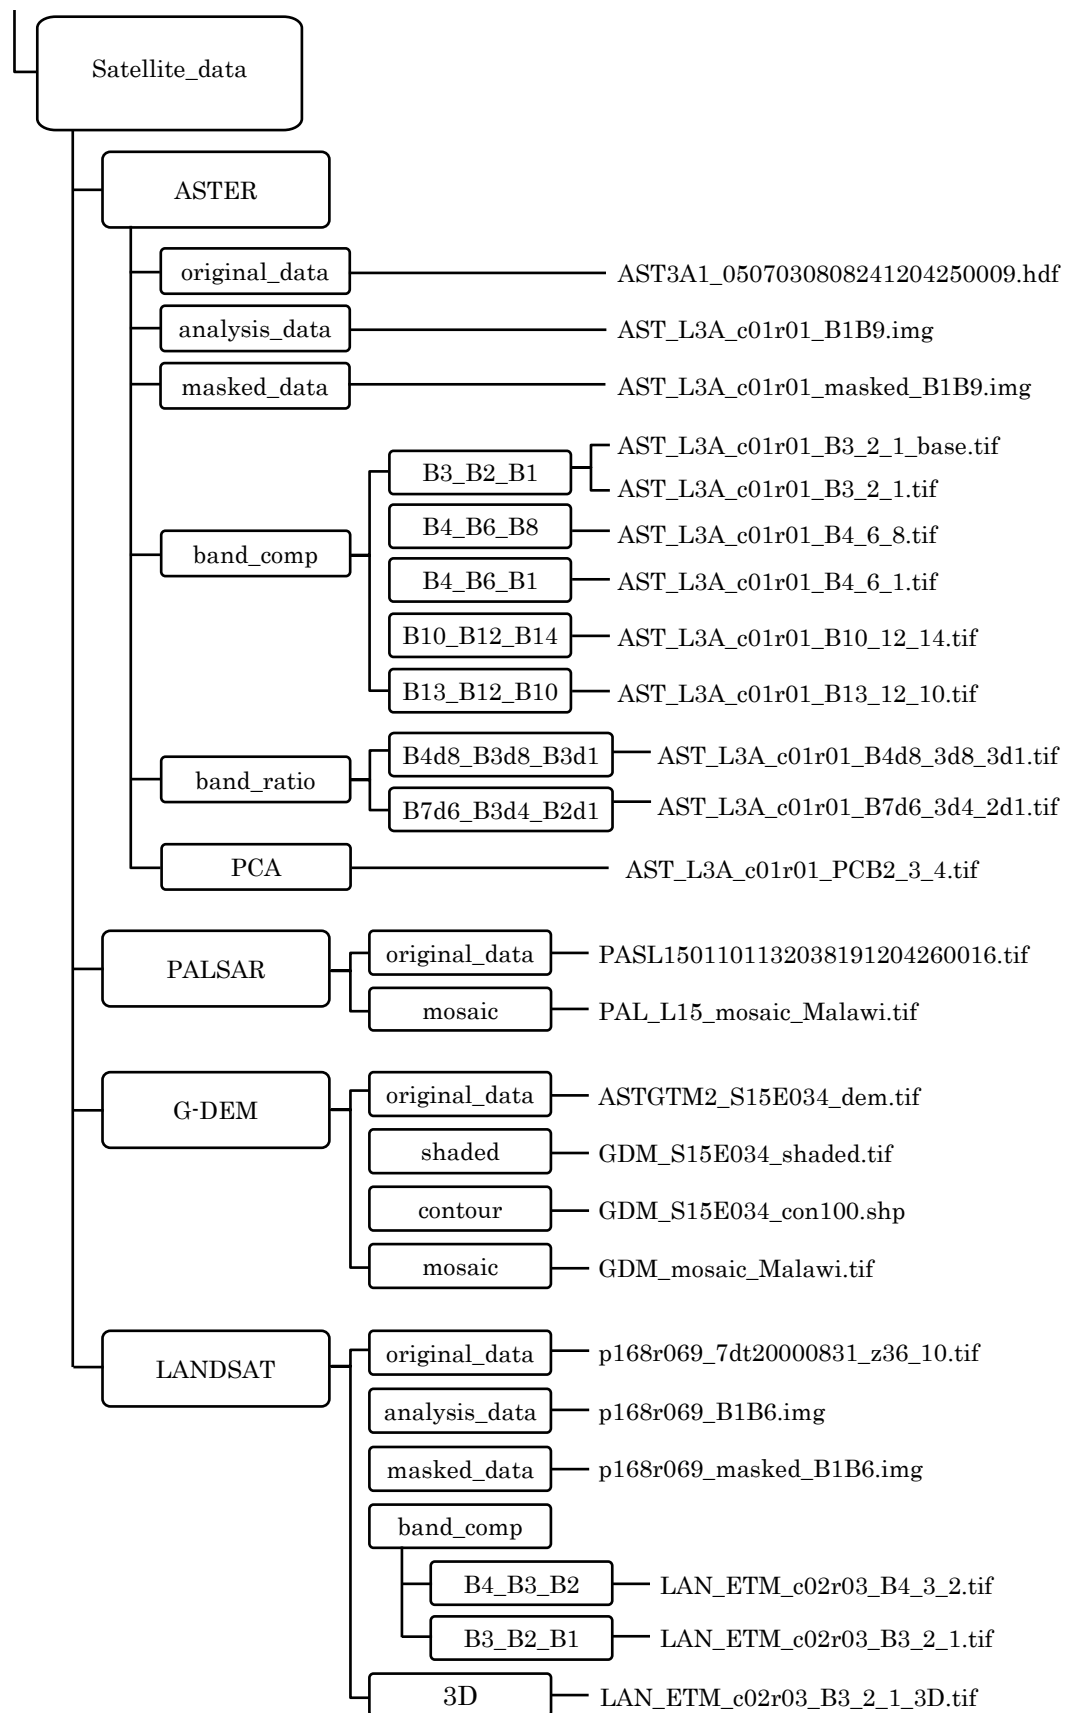 Satellite_data
ASTER
original_data
AST3A1_0507030808241204250009.hdf
analysis_data
AST_L3A_c01r01_B1B9.img
masked_data
AST_L3A_c01r01_masked_B1B9.img
band_comp
B3_B2_B1
AST_L3A_c01r01_B3_2_1_base.tif
AST_L3A_c01r01_B3_2_1.tif
B4_B6_B8
AST_L3A_c01r01_B4_6_8.tif
B4_B6_B1
AST_L3A_c01r01_B4_6_1.tif
B10_B12_B14
AST_L3A_c01r01_B10_12_14.tif
B13_B12_B10
AST_L3A_c01r01_B13_12_10.tif
band_ratio
B4d8_B3d8_B3d1
AST_L3A_c01r01_B4d8_3d8_3d1.tif
B7d6_B3d4_B2d1
AST_L3A_c01r01_B7d6_3d4_2d1.tif
PCA
AST_L3A_c01r01_PCB2_3_4.tif
PALSAR
original_data
PASL1501101132038191204260016.tif
mosaic
PAL_L15_mosaic_Malawi.tif
G-DEM
original_data
ASTGTM2_S15E034_dem.tif
shaded
GDM_S15E034_shaded.tif
contour
GDM_S15E034_con100.shp
mosaic
GDM_mosaic_Malawi.tif
LANDSAT
original_data
p168r069_7dt20000831_z36_10.tif
analysis_data
p168r069_B1B6.img
masked_data
p168r069_masked_B1B6.img
band_comp
B4_B3_B2
LAN_ETM_c02r03_B4_3_2.tif
B3_B2_B1
LAN_ETM_c02r03_B3_2_1.tif
3D
LAN_ETM_c02r03_B3_2_1_3D.tif